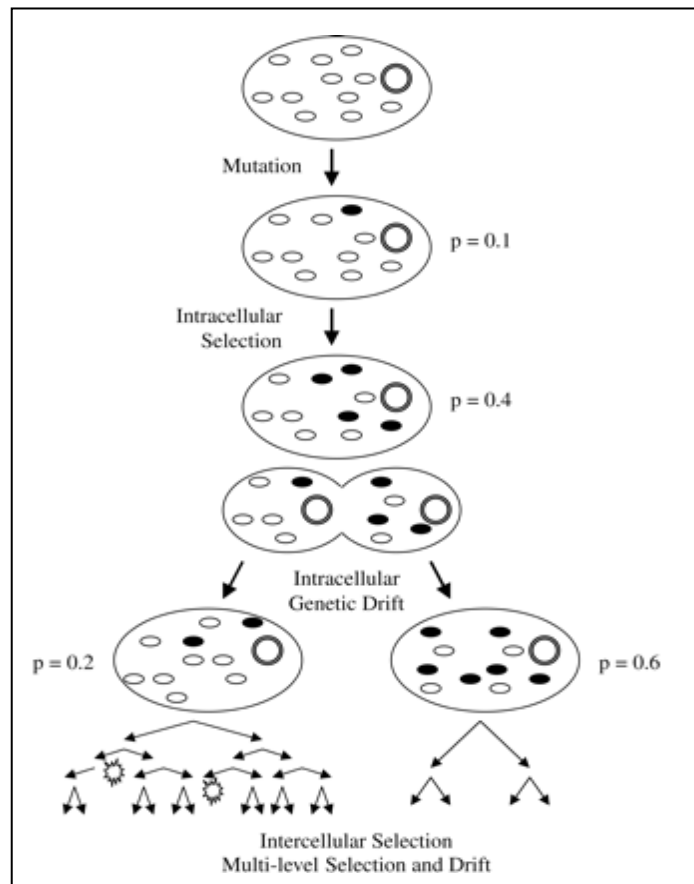 Mutation
p = 0.1
Intracellular
Selection
p = 0.4
Intracellular
Genetic Drift
p = 0.2
p = 0.6
Intercellular Selection
Multi-level Selection and Drift